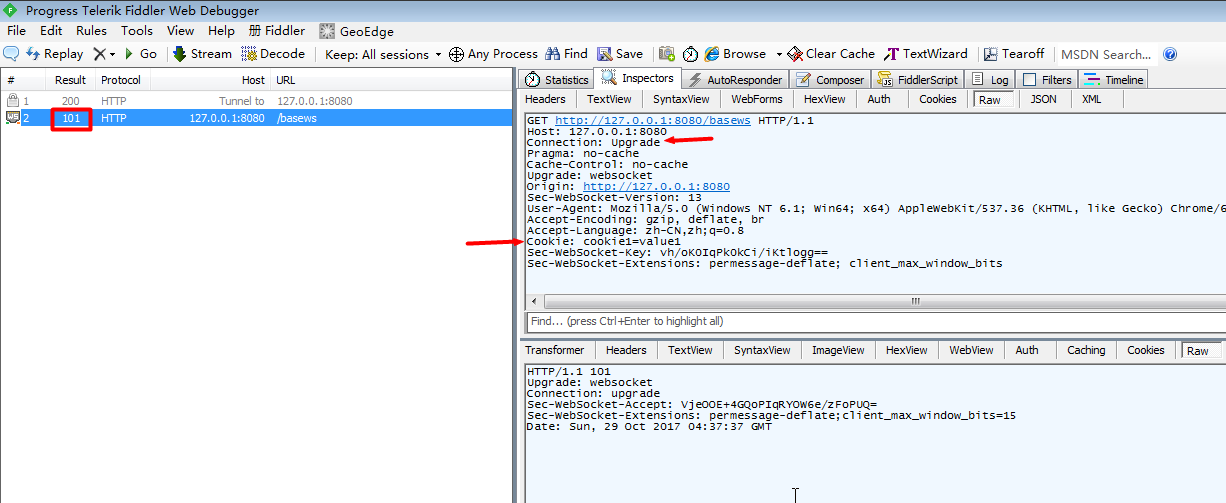 Progress Telerik Fiddler Web Debugger
File Edit Rules Tools View Help 册 Fiddler GeoEdge
Replay Go Stream Decode Keep: All sessions Any Process Find Save Browse Clear Cache TextWizard Tearoff MSDN Search...
# Result Protocol Host URL
1 200 HTTP Tunnel to 127.0.0.1:8080
2 101 HTTP 127.0.0.1:8080 /basews
Statistics Inspectors AutoResponder Composer FiddlerScript Log Filters Timeline
Headers TextView SyntaxView WebForms HexView Auth Cookies Raw JSON XML
GET http://127.0.0.1:8080/basews HTTP/1.1
Host: 127.0.0.1:8080
Connection: Upgrade
Pragma: no-cache
Cache-Control: no-cache
Upgrade: websocket
Origin: http://127.0.0.1:8080
Sec-WebSocket-Version: 13
User-Agent: Mozilla/5.0 (Windows NT 6.1; Win64; x64) AppleWebKit/537.36 (KHTML, like Gecko) Chrome/6
Accept-Encoding: gzip, deflate, br
Accept-Language: zh-CN,zh;q=0.8
Cookie: cookie1=value1
Sec-WebSocket-Key: vh/oKOIqPkOkCi/iKtlogg==
Sec-WebSocket-Extensions: permessage-deflate; client_max_window_bits
Find... (press Ctrl+Enter to highlight all)
Transformer Headers TextView SyntaxView ImageView HexView WebView Auth Caching Cookies Raw
HTTP/1.1 101
Upgrade: websocket
Connection: upgrade
Sec-WebSocket-Accept: VjeOOE+4GQoPIqRYOW6e/zFoPUQ=
Sec-WebSocket-Extensions: permessage-deflate;client_max_window_bits=15
Date: Sun, 29 Oct 2017 04:37:37 GMT